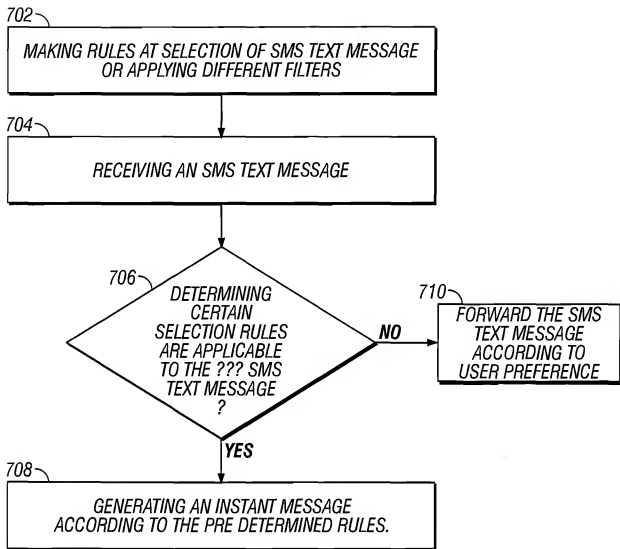 702
MAKING RULES AT SELECTION OF SMS TEXT MESSAGE
OR APPLYING DIFFERENT FILTERS
704
RECEIVING AN SMS TEXT MESSAGE
706
DETERMINING
CERTAIN
SELECTION RULES
ARE APPLICABLE
TO THE ??? SMS
TEXT MESSAGE
?
NO
710
FORWARD THE SMS
TEXT MESSAGE
ACCORDING TO
USER PREFERENCE
YES
708
GENERATING AN INSTANT MESSAGE
ACCORDING TO THE PRE DETERMINED RULES.